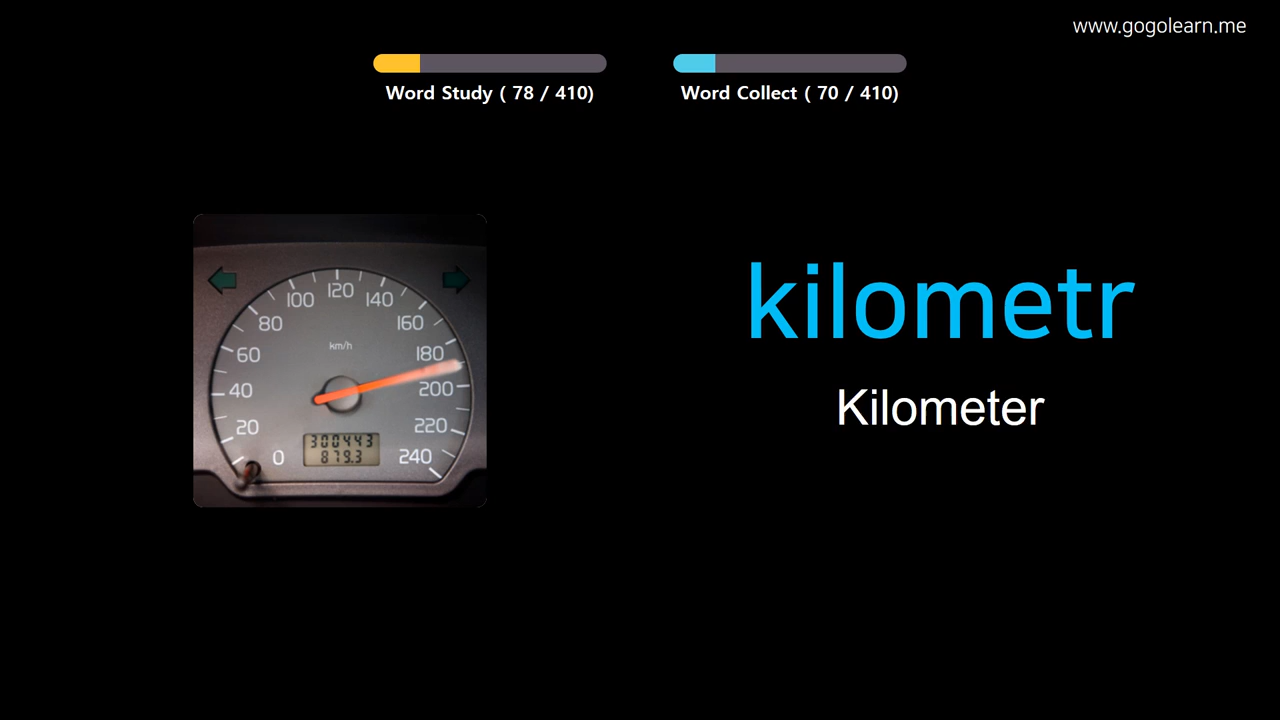 www.gogolearn.me
Word Study ( 78 / 410)
Word Collect ( 70 / 410)
120
100
140
80
160
km/h
60
180
40
200
20
220
300443
0
240
879.3
kilometr
Kilometer